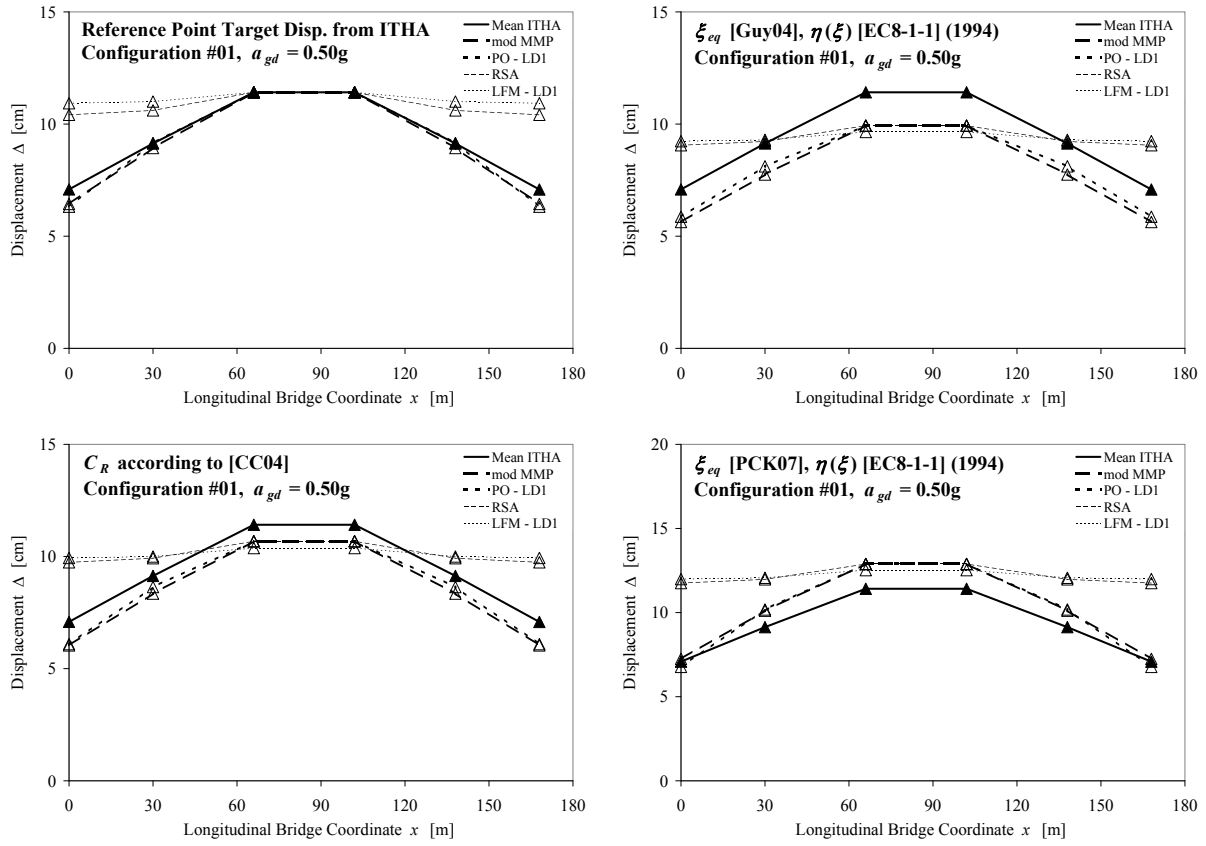 Reference Point Target Disp. from ITHA
Configuration #01, a gd = 0.50g
Mean ITHA
mod MMP
PO - LD1
RSA
LFM - LD1
15
10
5
0
Displacement Δ [cm]
0 30 60 90 120 150 180
Longitudinal Bridge Coordinate x [m]
ξ eq [Guy04], η(ξ) [EC8-1-1] (1994)
Configuration #01, a gd = 0.50g
Mean ITHA
mod MMP
PO - LD1
RSA
LFM - LD1
15
10
5
0
Displacement Δ [cm]
0 30 60 90 120 150 180
Longitudinal Bridge Coordinate x [m]
C R according to [CC04]
Configuration #01, a gd = 0.50g
Mean ITHA
mod MMP
PO - LD1
RSA
LFM - LD1
15
10
5
0
Displacement Δ [cm]
0 30 60 90 120 150 180
Longitudinal Bridge Coordinate x [m]
ξ eq [PCK07], η(ξ) [EC8-1-1] (1994)
Configuration #01, a gd = 0.50g
Mean ITHA
mod MMP
PO - LD1
RSA
LFM - LD1
20
15
10
5
0
Displacement Δ [cm]
0 30 60 90 120 150 180
Longitudinal Bridge Coordinate x [m]